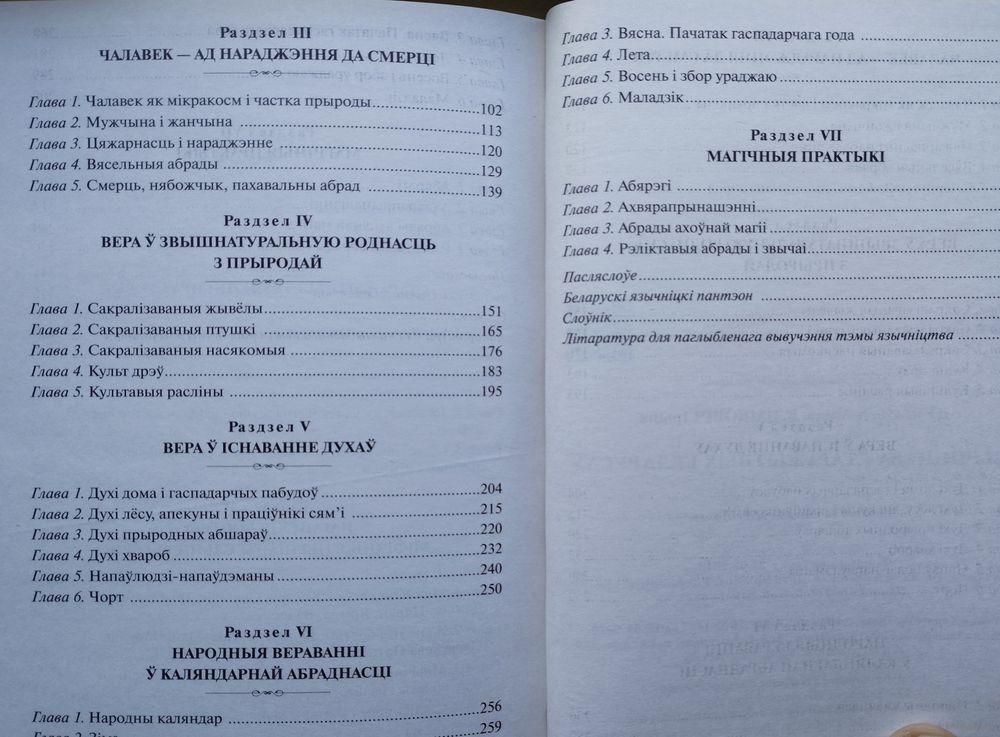 Раздзел III
ЧАЛАВЕК — АД НАРАДЖЭННЯ ДА СМЕРЦІ
Глава 1. Чалавек як мікракосм і частка прыроды 102
Глава 2. Мужчына і жанчына 113
Глава 3. Цяжарнасць і нараджэнне 120
Глава 4. Вясельныя абрады 129
Глава 5. Смерць, нябожчык, пахавальны абрад 139
Раздзел IV
ВЕРА Ў ЗВЫШНАТУРАЛЬНУЮ РОДНАСЦЬ
З ПРЫРОДАЙ
Глава 1. Сакралізаваныя жывёлы 151
Глава 2. Сакралізаваныя птушкі 165
Глава 3. Сакралізаваныя насякомыя 176
Глава 4. Культ дрэў 183
Глава 5. Культавыя расліны 195
Раздзел V
ВЕРА Ў ІСНАВАННЕ ДУХАЎ
Глава 1. Духі дома і гаспадарчых пабудоў 204
Глава 2. Духі лёсу, апекуны і праціўнікі сям’і 215
Глава 3. Духі прыродных абшараў 220
Глава 4. Духі хвароб 232
Глава 5. Напаўлюдзі-напаўдэманы 240
Глава 6. Чорт 250
Раздзел VI
НАРОДНЫЯ ВЕРАВАННІ
Ў КАЛЯНДАРНАЙ АБРАДНАСЦІ
Глава 1. Народны каляндар 256
259
Глава 3. Вясна. Пачатак гаспадарчага года
Глава 4. Лета
Глава 5. Восень і збор ураджаю
Глава 6. Маладзік
Раздзел VII
МАГІЧНЫЯ ПРАКТЫКІ
Глава 1. Абярэгі
Глава 2. Ахвярапрынашэнні
Глава 3. Абрады ахоўнай магіі
Глава 4. Рэліктавыя абрады і звычаі
Пасляслоўе
Беларускі язычніцкі пантэон
Слоўнік
Літаратура для паглыбленага вывучэння тэмы язычніцтва